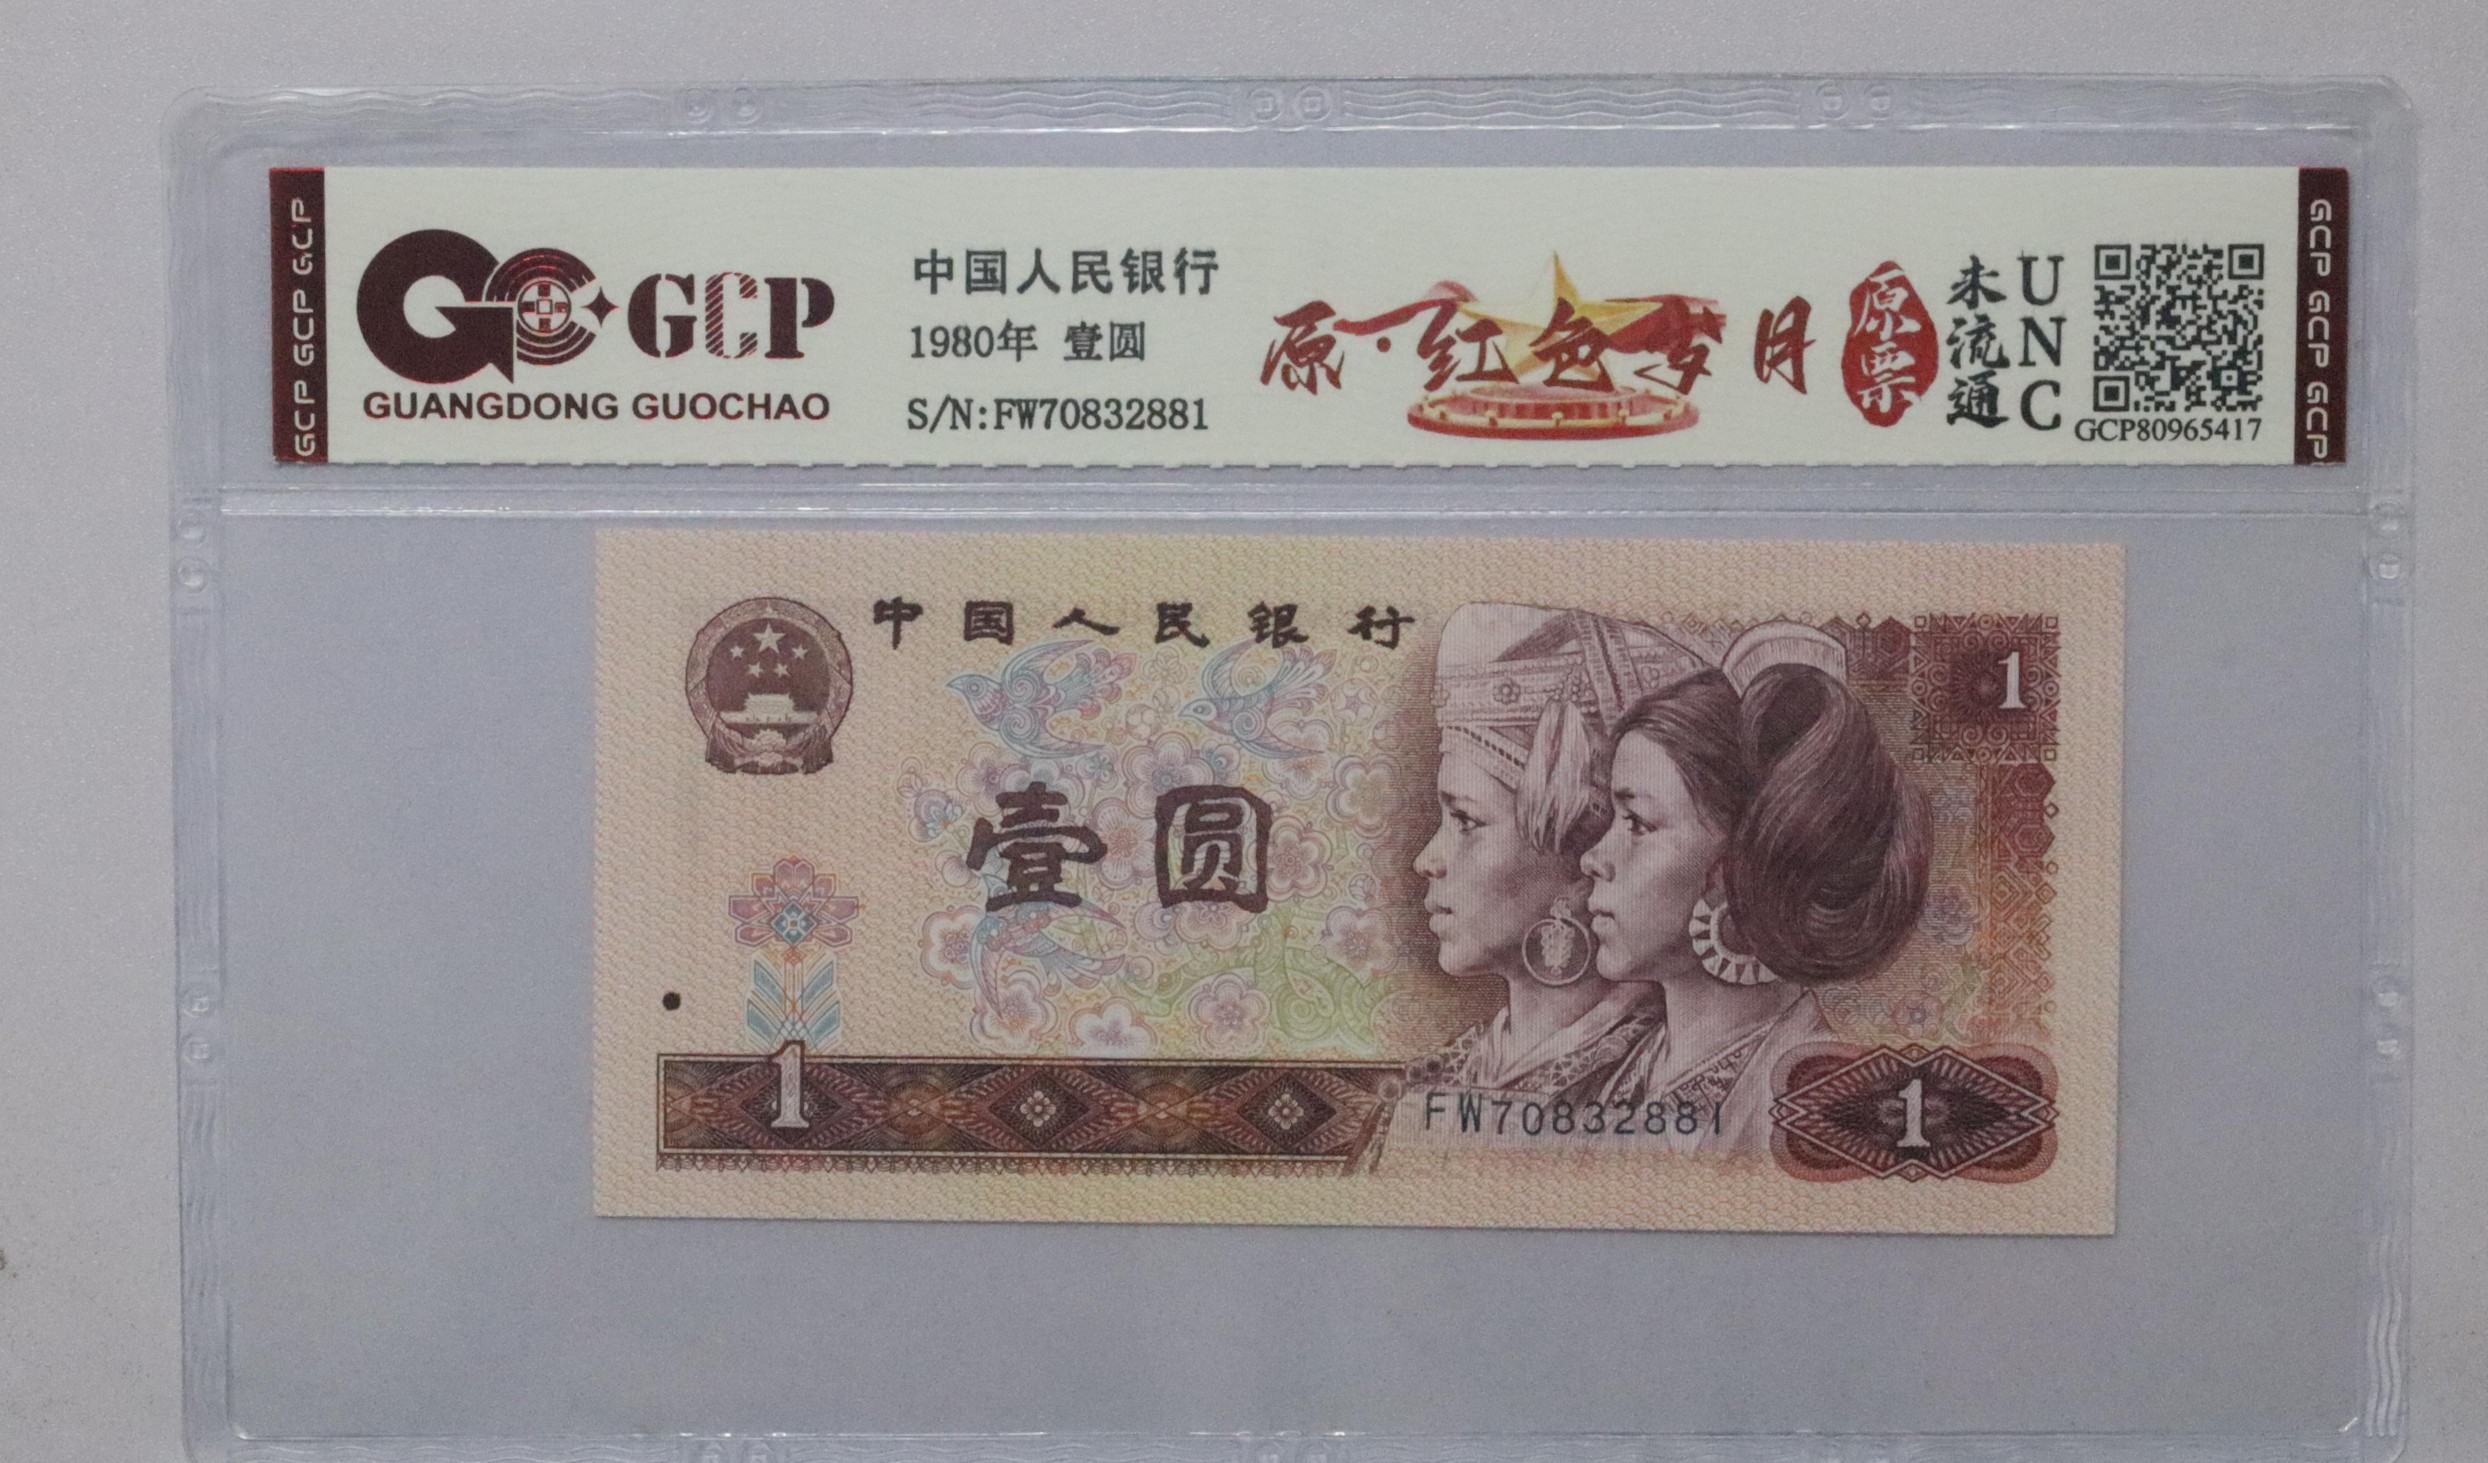 GCP GCP GCP
GCP
GUANGDONG GUOCHAO
中国人民银行
1980年 壹圆
S/N:FW70832881
原·红色岁月
原票
未流通
UNC
GCP80965417
GCP GCP GCP
中国人民银行
1
壹圆
1
FW70832881
1